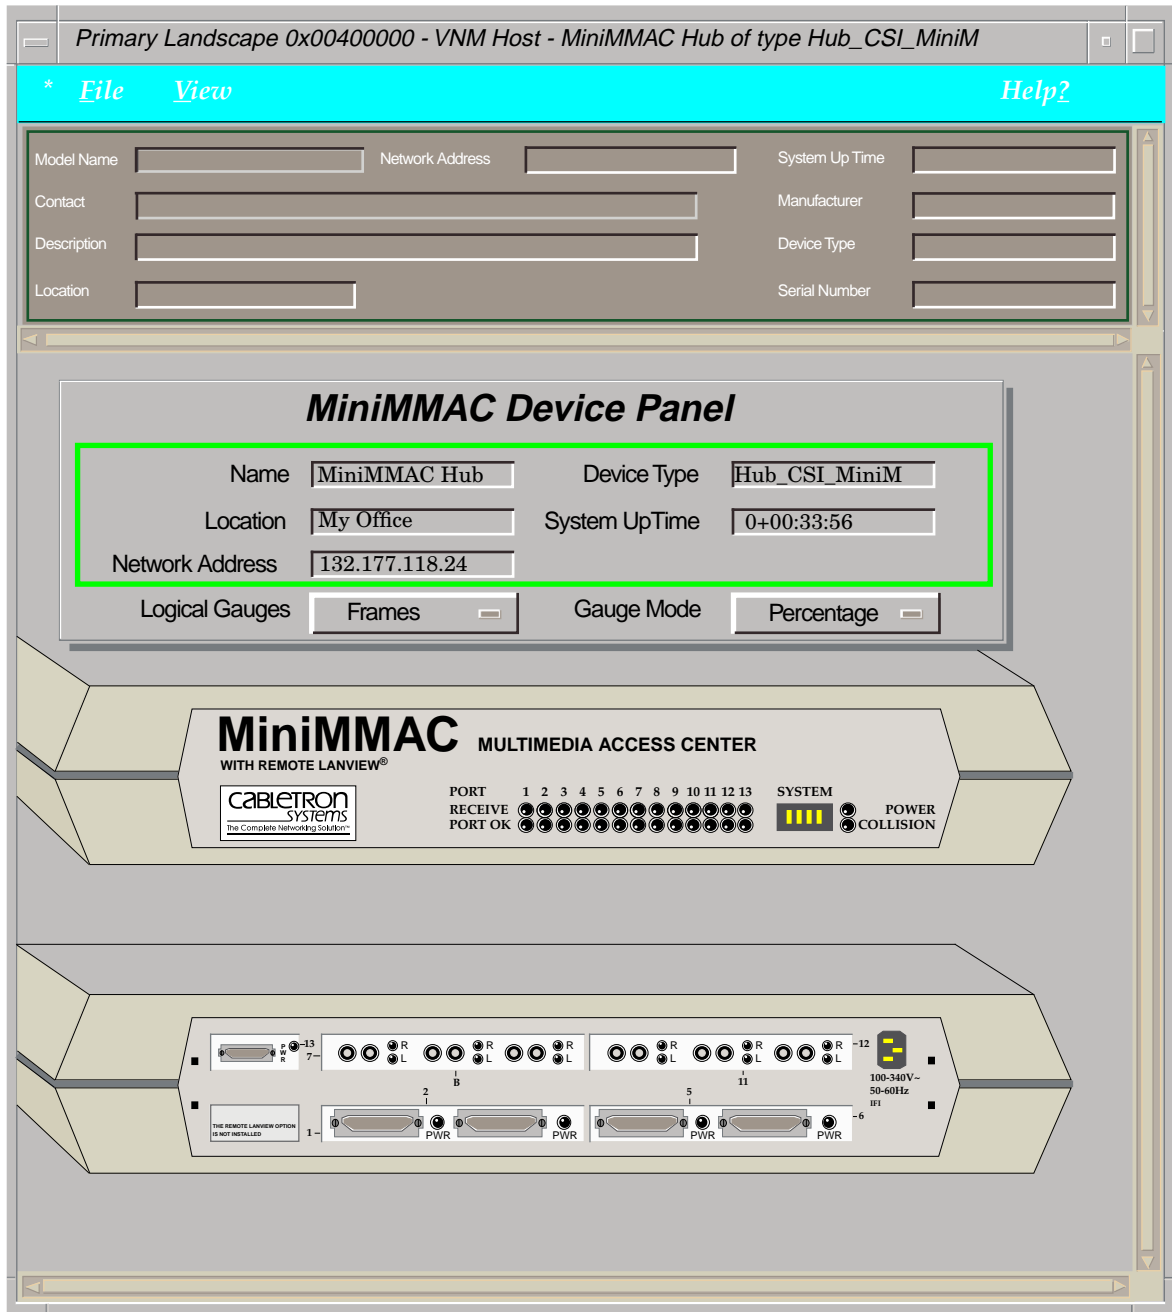 Primary Landscape 0x00400000 - VNM Host - MiniMMAC Hub of type Hub_CSI_MiniM
* File View Help?
Model Name Network Address System Up Time
Contact Manufacturer
Description Device Type
Location Serial Number
MiniMMAC Device Panel
Name MiniMMAC Hub Device Type Hub_CSI_MiniM
Location My Office System UpTime 0+00:33:56
Network Address 132.177.118.24
Logical Gauges Frames Gauge Mode Percentage
MiniMMAC MULTIMEDIA ACCESS CENTER
WITH REMOTE LANVIEW®
CABLETRON
SYSTEMS
The Complete Networking Solution™
PORT 1 2 3 4 5 6 7 8 9 10 11 12 13 SYSTEM
RECEIVE POWER
PORT OK COLLISION
PWR 13 R R R R R R 12
7 L L L L L L
B 11
100-340V~
50-60Hz
IFI
2 5
THE REMOTE LANVIEW OPTION
IS NOT INSTALLED
1 PWR PWR PWR PWR 6